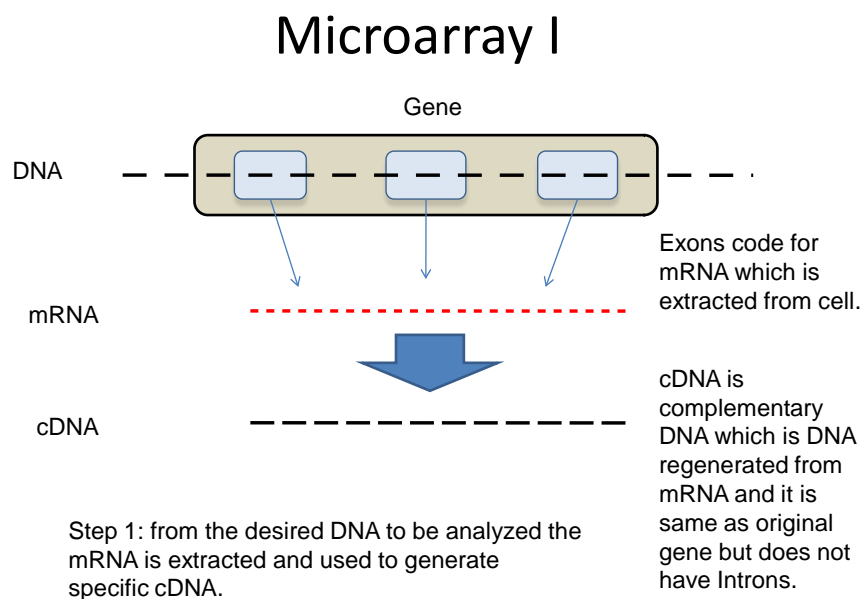 Microarray I
Gene
DNA
Exons code for
mRNA which is
extracted from cell.
mRNA
cDNA is
complementary
DNA which is DNA
regenerated from
mRNA and it is
same as original
gene but does not
have Introns.
cDNA
Step 1: from the desired DNA to be analyzed the
mRNA is extracted and used to generate
specific cDNA.